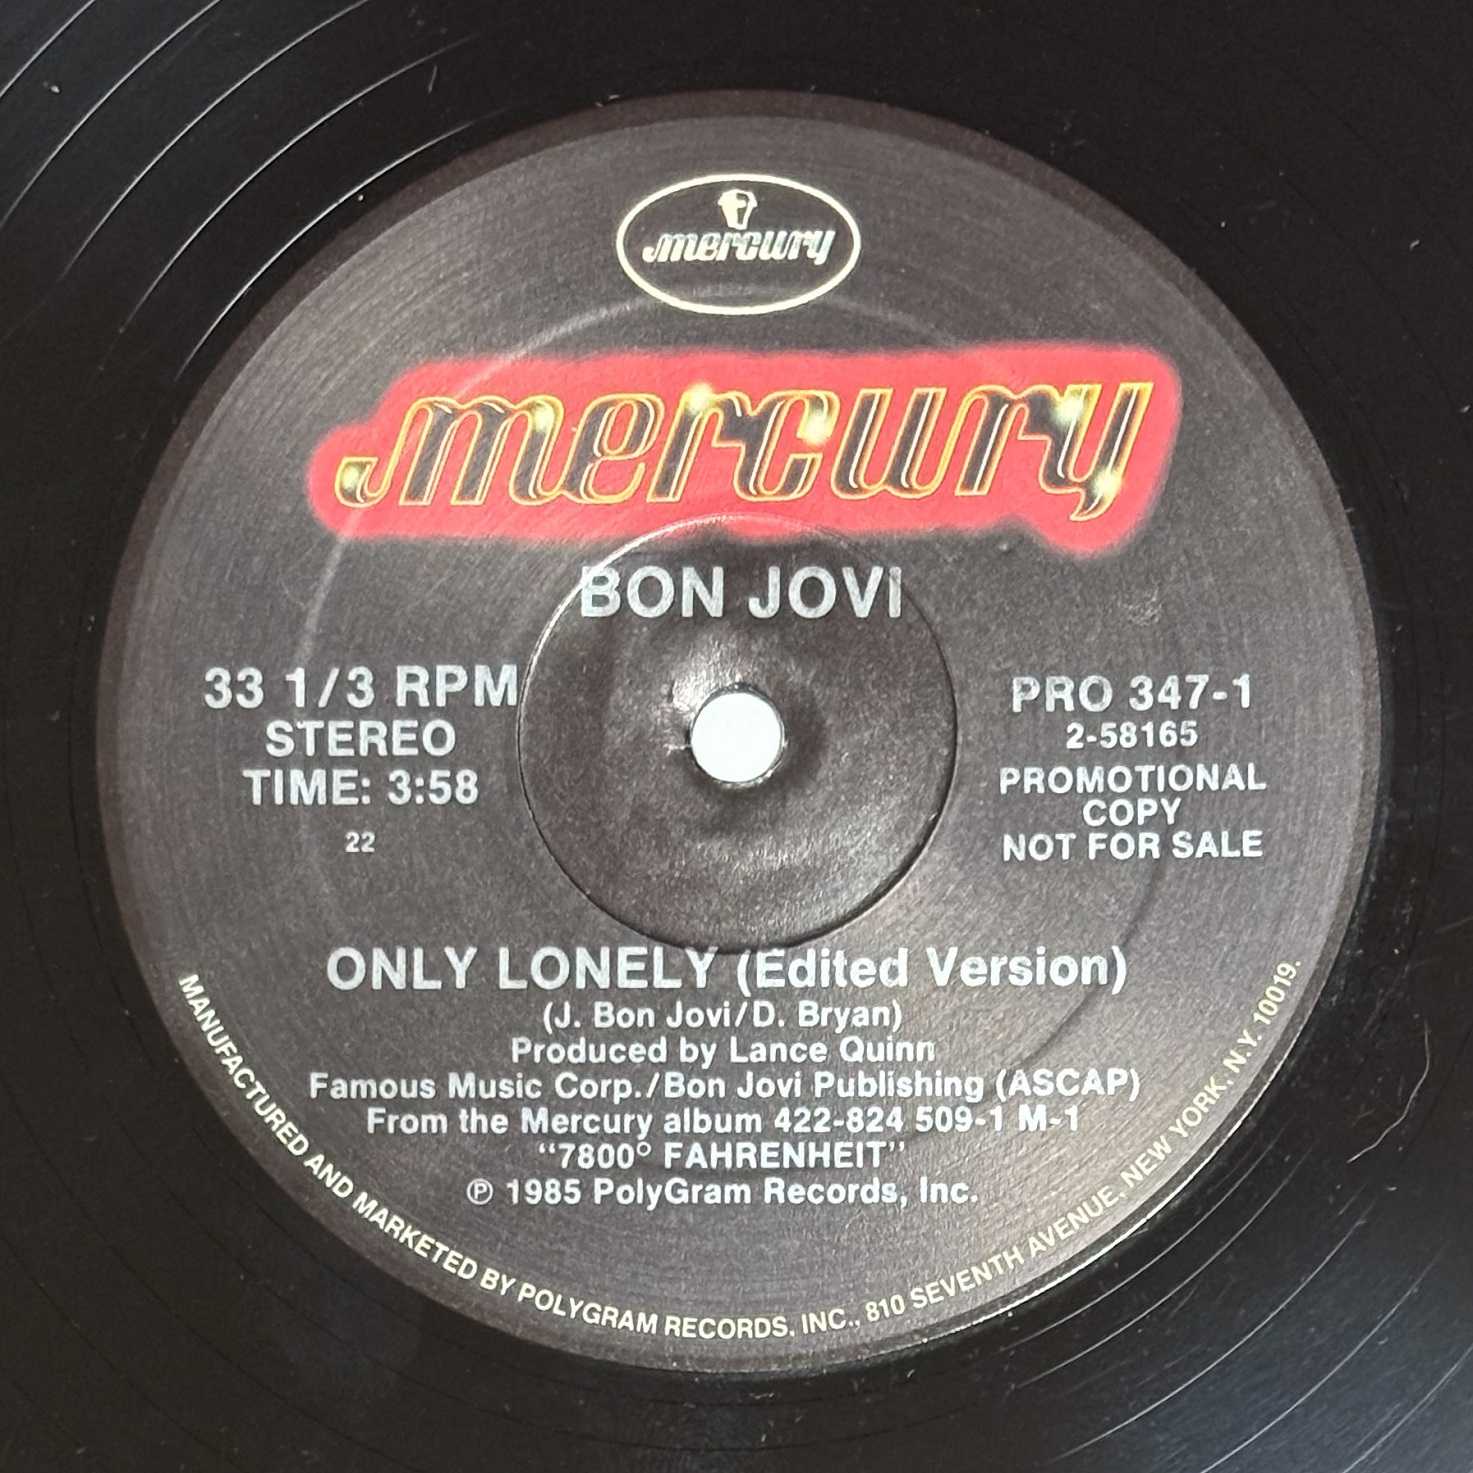 mercury
mercury
BON JOVI
33 1/3 RPM
STEREO
TIME: 3:58
22
PRO 347-1
2-58165
PROMOTIONAL
COPY
NOT FOR SALE
ONLY LONELY (Edited Version)
(J. Bon Jovi/D. Bryan)
Produced by Lance Quinn
Famous Music Corp./Bon Jovi Publishing (ASCAP)
From the Mercury album 422-824 509-1 M-1
“7800° FAHRENHEIT”
℗ 1985 PolyGram Records, Inc.
MANUFACTURED AND MARKETED BY POLYGRAM RECORDS, INC., 810 SEVENTH AVENUE, NEW YORK, N.Y. 10019.